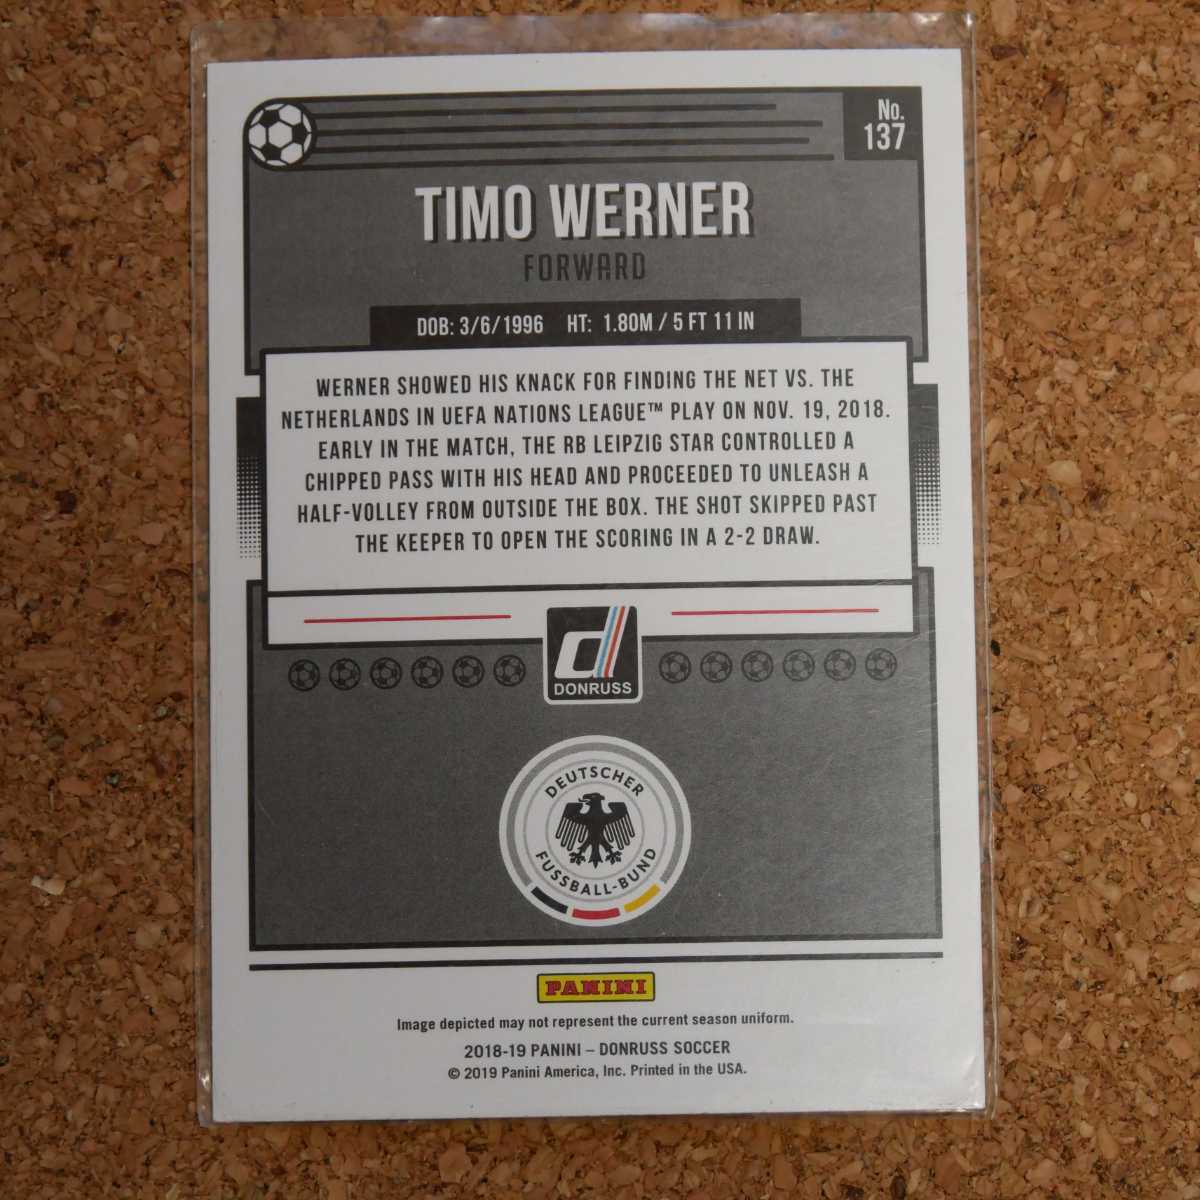 No.
137
TIMO WERNER
FORWARD
DOB: 3/6/1996 HT: 1.80M / 5 FT 11 IN
WERNER SHOWED HIS KNACK FOR FINDING THE NET VS. THE
NETHERLANDS IN UEFA NATIONS LEAGUE™ PLAY ON NOV. 19, 2018.
EARLY IN THE MATCH, THE RB LEIPZIG STAR CONTROLLED A
CHIPPED PASS WITH HIS HEAD AND PROCEEDED TO UNLEASH A
HALF-VOLLEY FROM OUTSIDE THE BOX. THE SHOT SKIPPED PAST
THE KEEPER TO OPEN THE SCORING IN A 2-2 DRAW.
d
DONRUSS
DEUTSCHER
FUSSBALL-BUND
PANINI
Image depicted may not represent the current season uniform.
2018-19 PANINI – DONRUSS SOCCER
© 2019 Panini America, Inc. Printed in the USA.